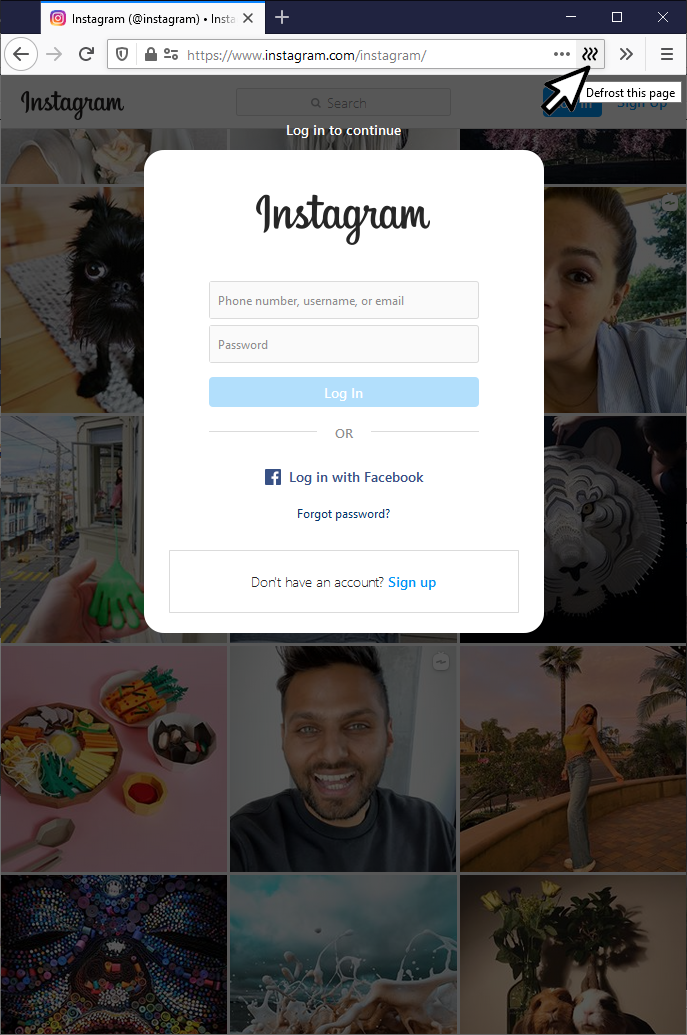 Instagram (@instagram) • Insta
https://www.instagram.com/instagram/
Defrost this page
Instagram
Search
Sign Up
Log in to continue
Instagram
Phone number, username, or email
Password
Log In
OR
Log in with Facebook
Forgot password?
Don't have an account? Sign up